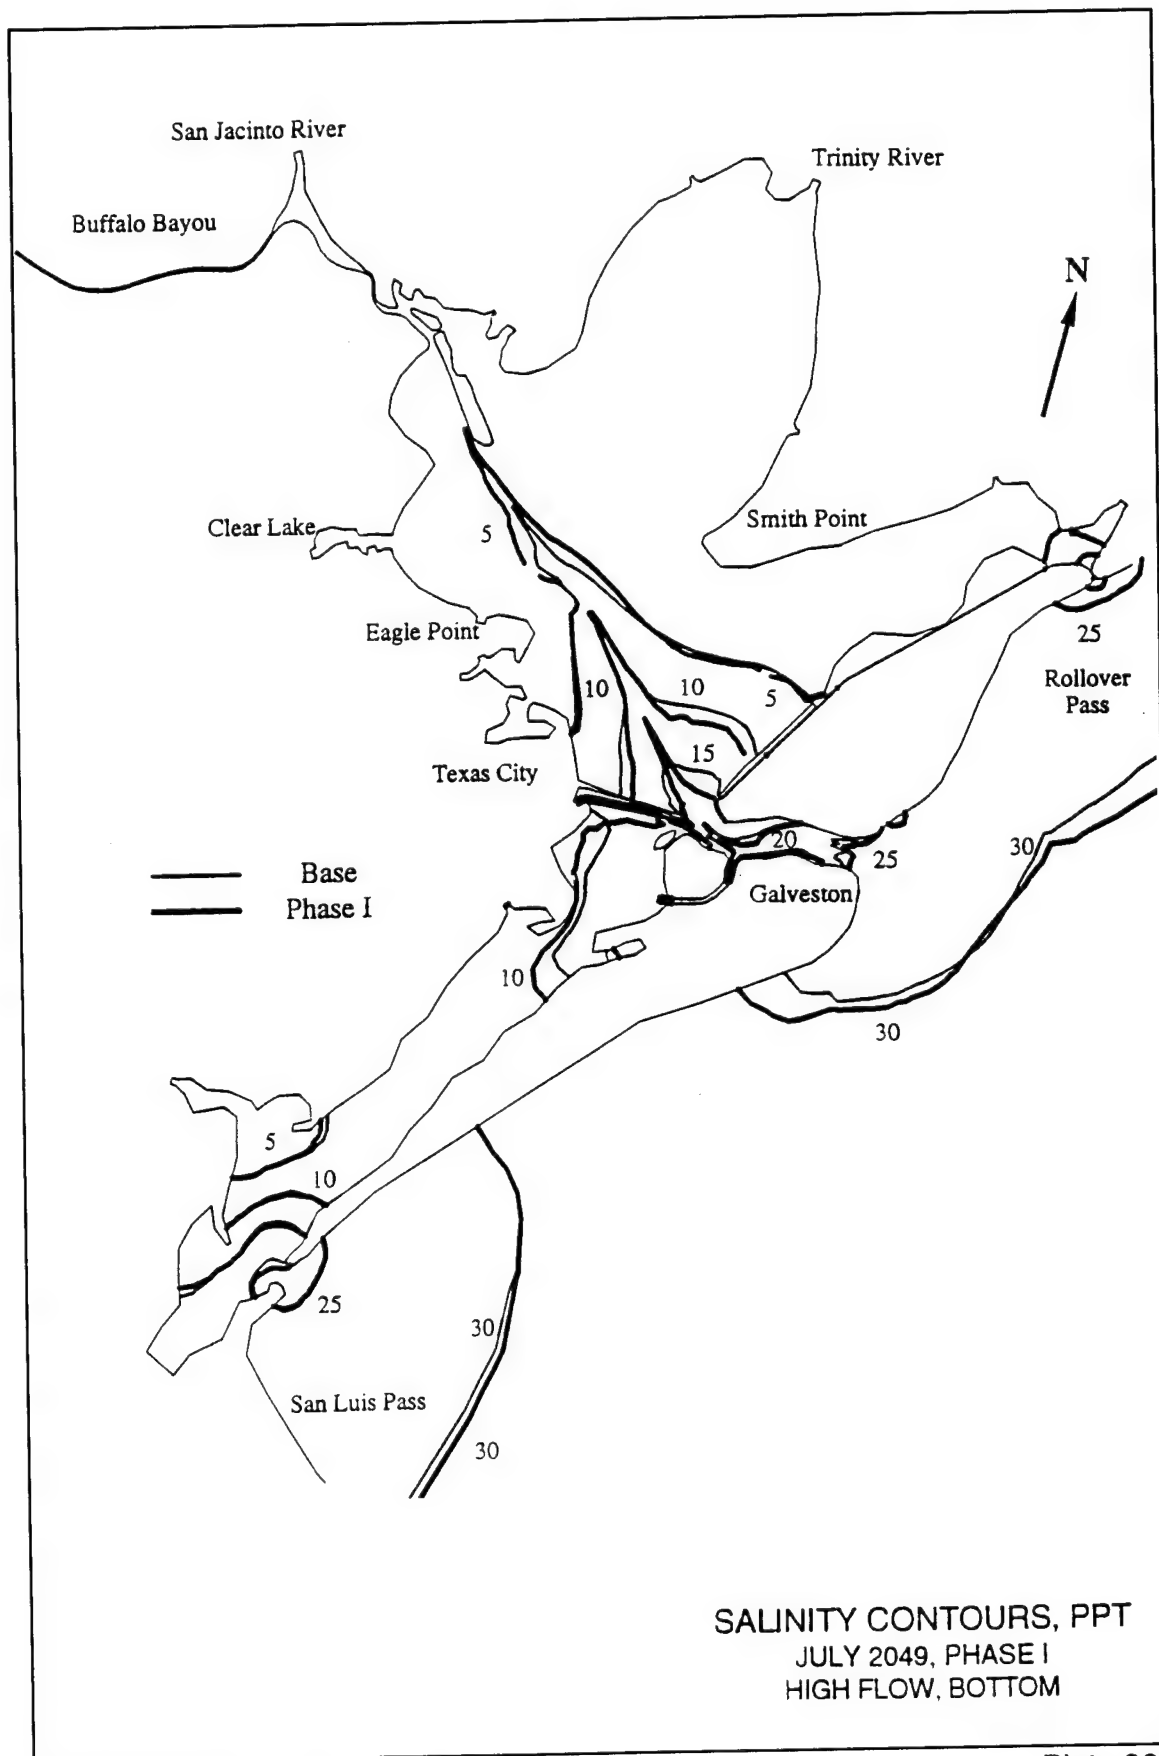 San Jacinto River
Trinity River
Buffalo Bayou
N
Smith Point
Clear Lake
5
Eagle Point
25
10
10
5
Rollover
Pass
15
Texas City
20
25
30
Base
Galveston
Phase I
10
30
5
10
25
30
San Luis Pass
30
SALINITY CONTOURS, PPT
JULY 2049, PHASE I
HIGH FLOW, BOTTOM